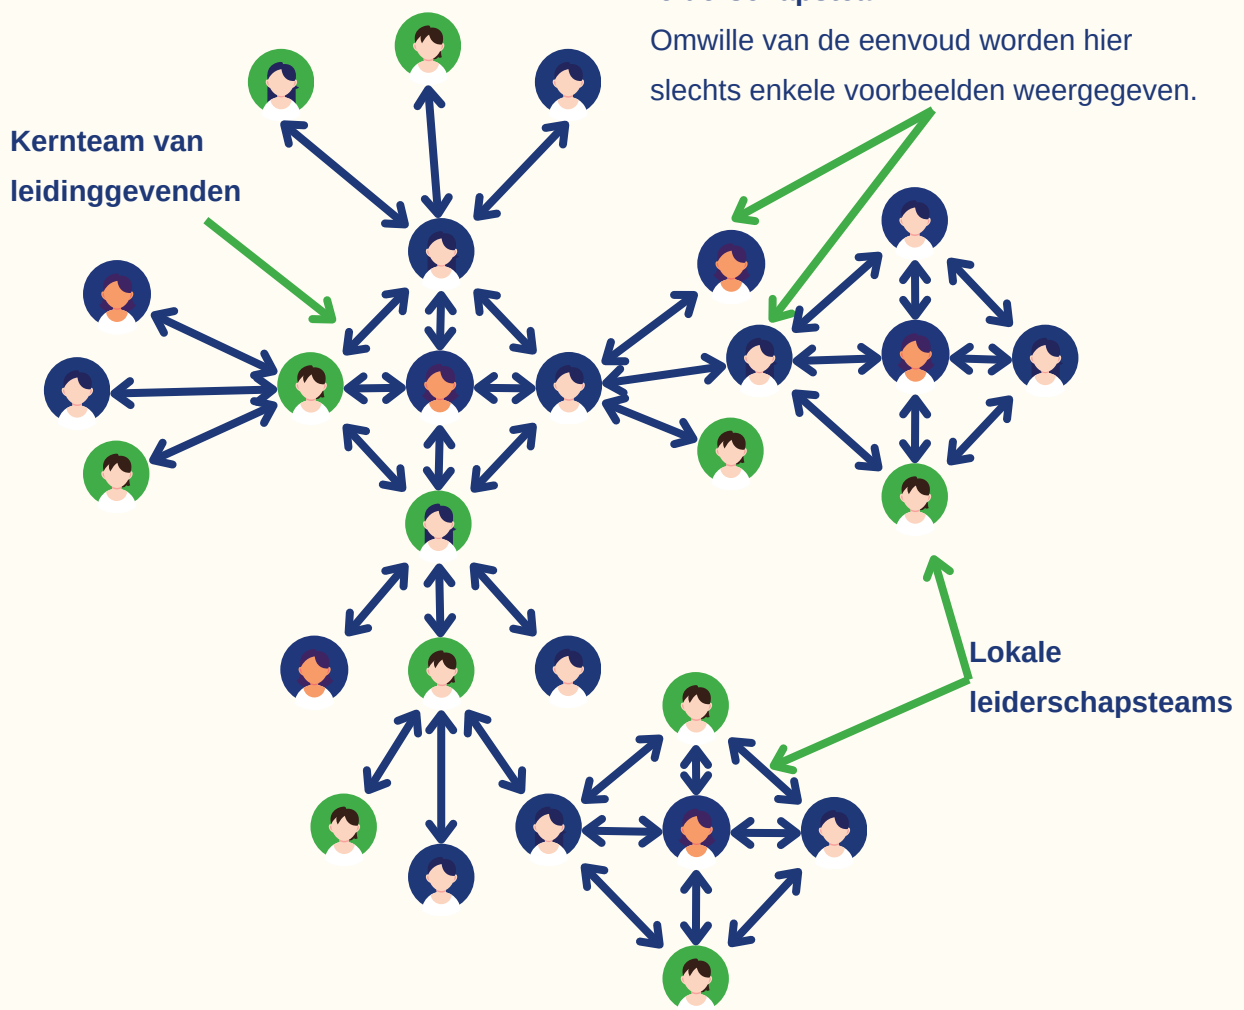 Omwille van de eenvoud worden hier
slechts enkele voorbeelden weergegeven.
Kernteam van
leidinggevenden
Lokale
leiderschapsteams